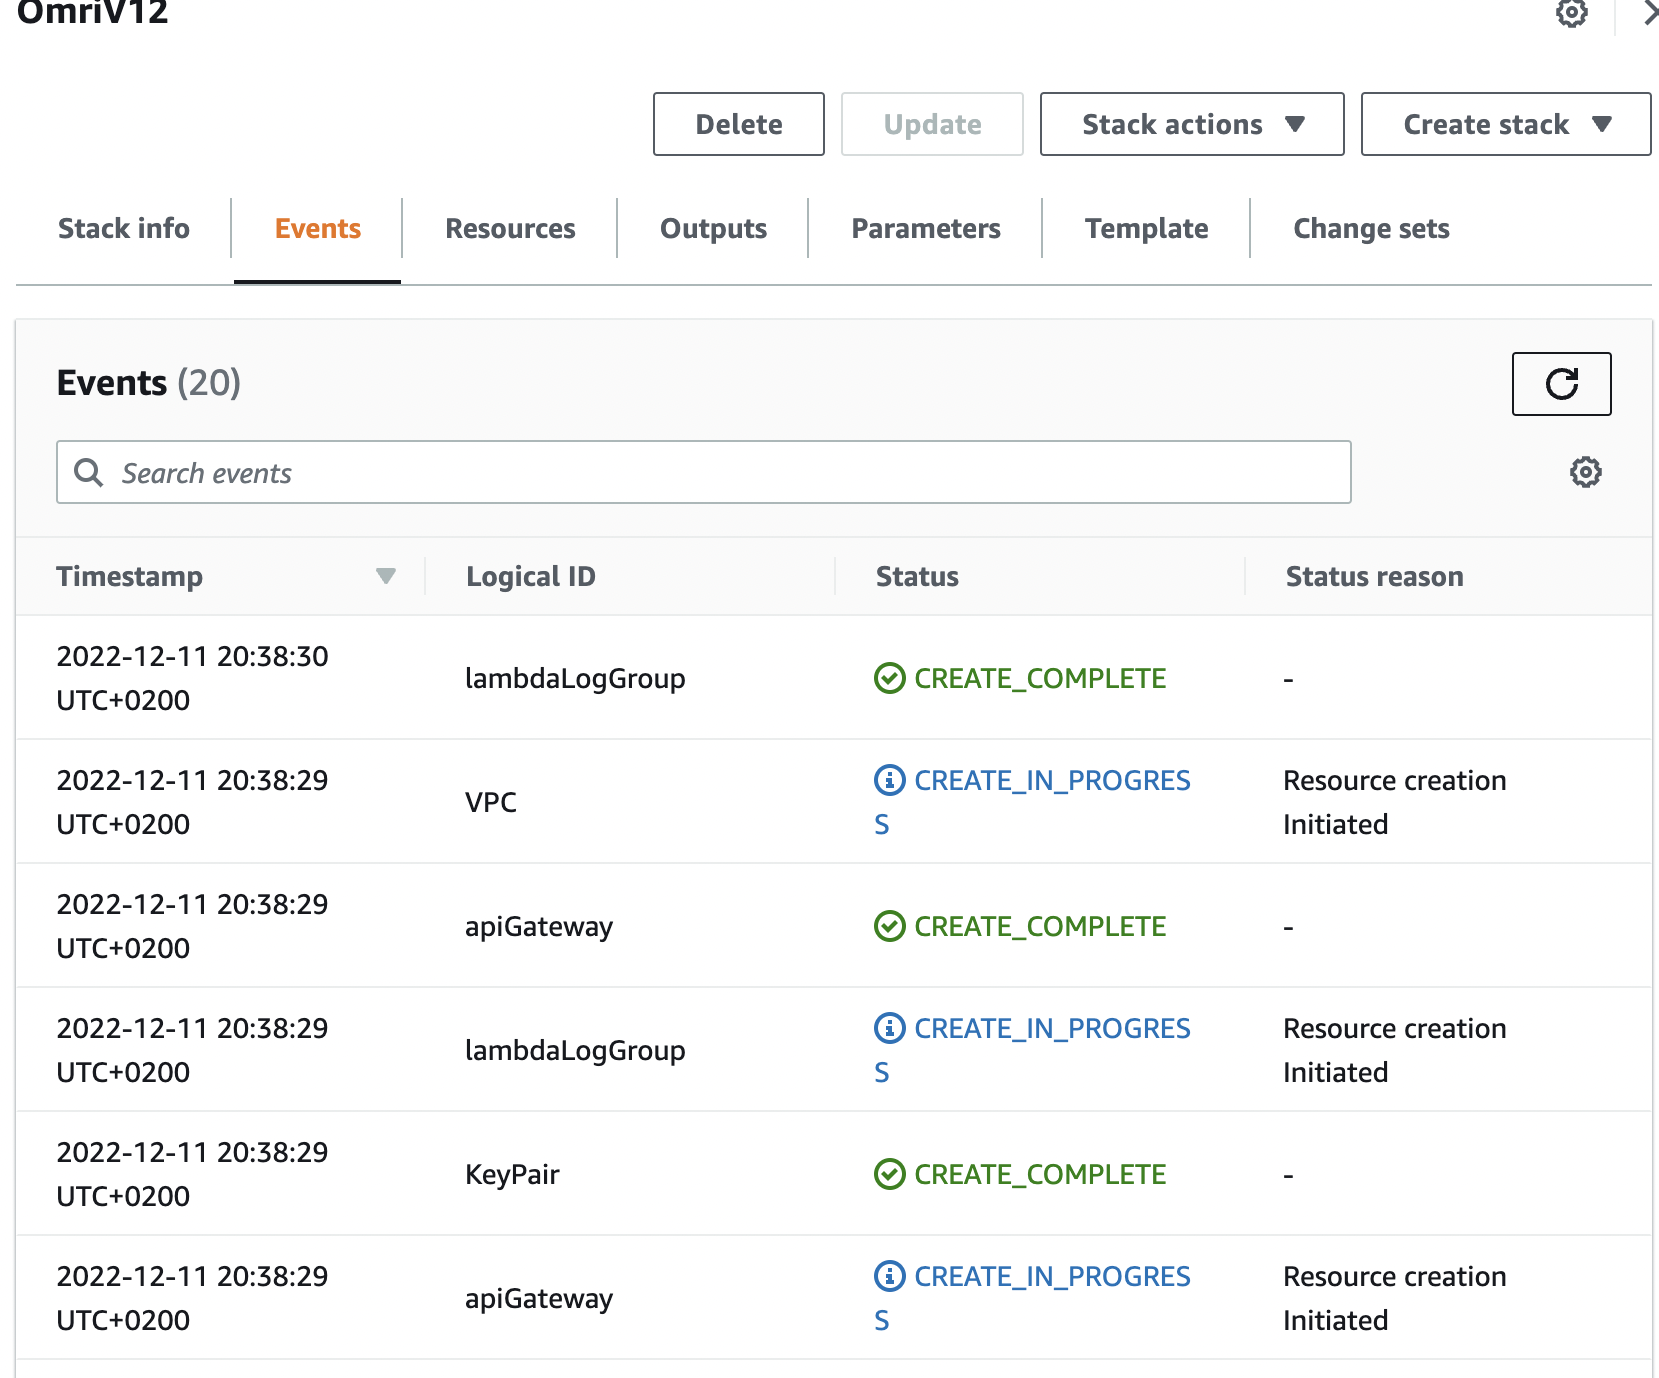 OmriV12
Delete Update Stack actions Create stack
Stack info Events Resources Outputs Parameters Template Change sets
Events (20)
Search events
Timestamp Logical ID Status Status reason
2022-12-11 20:38:30
UTC+0200
lambdaLogGroup
CREATE_COMPLETE
-
2022-12-11 20:38:29
UTC+0200
VPC
CREATE_IN_PROGRES
S
Resource creation
Initiated
2022-12-11 20:38:29
UTC+0200
apiGateway
CREATE_COMPLETE
-
2022-12-11 20:38:29
UTC+0200
lambdaLogGroup
CREATE_IN_PROGRES
S
Resource creation
Initiated
2022-12-11 20:38:29
UTC+0200
KeyPair
CREATE_COMPLETE
-
2022-12-11 20:38:29
UTC+0200
apiGateway
CREATE_IN_PROGRES
S
Resource creation
Initiated